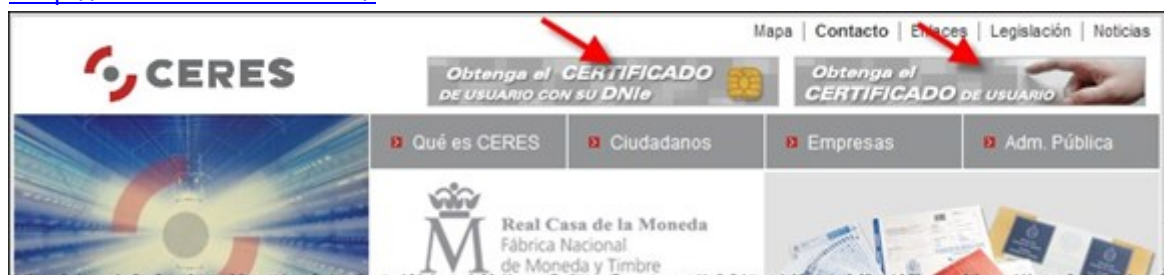 Mapa | Contacto | Enlaces | Legislación | Noticias
CERES
Obtenga el CERTIFICADO
DE USUARIO CON SU DNIe
Obtenga el
CERTIFICADO DE USUARIO
Qué es CERES
Ciudadanos
Empresas
Adm. Pública
Real Casa de la Moneda
Fábrica Nacional
de Moneda y Timbre